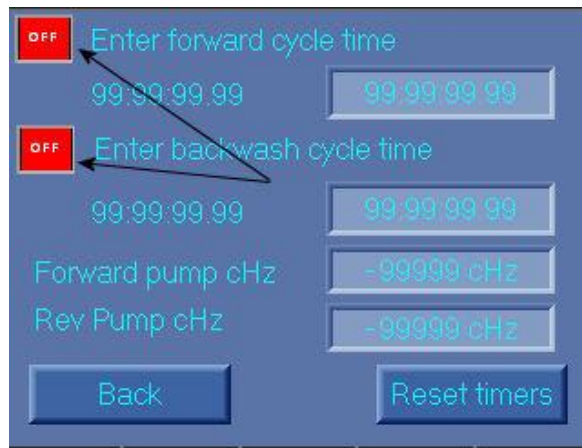 OFF Enter forward cycle time
99:99:99.99 99:99:99.99
OFF Enter backwash cycle time
99:99:99.99 99:99:99.99
Forward pump cHz -99999 cHz
Rev Pump cHz -99999 cHz
Back Reset timers